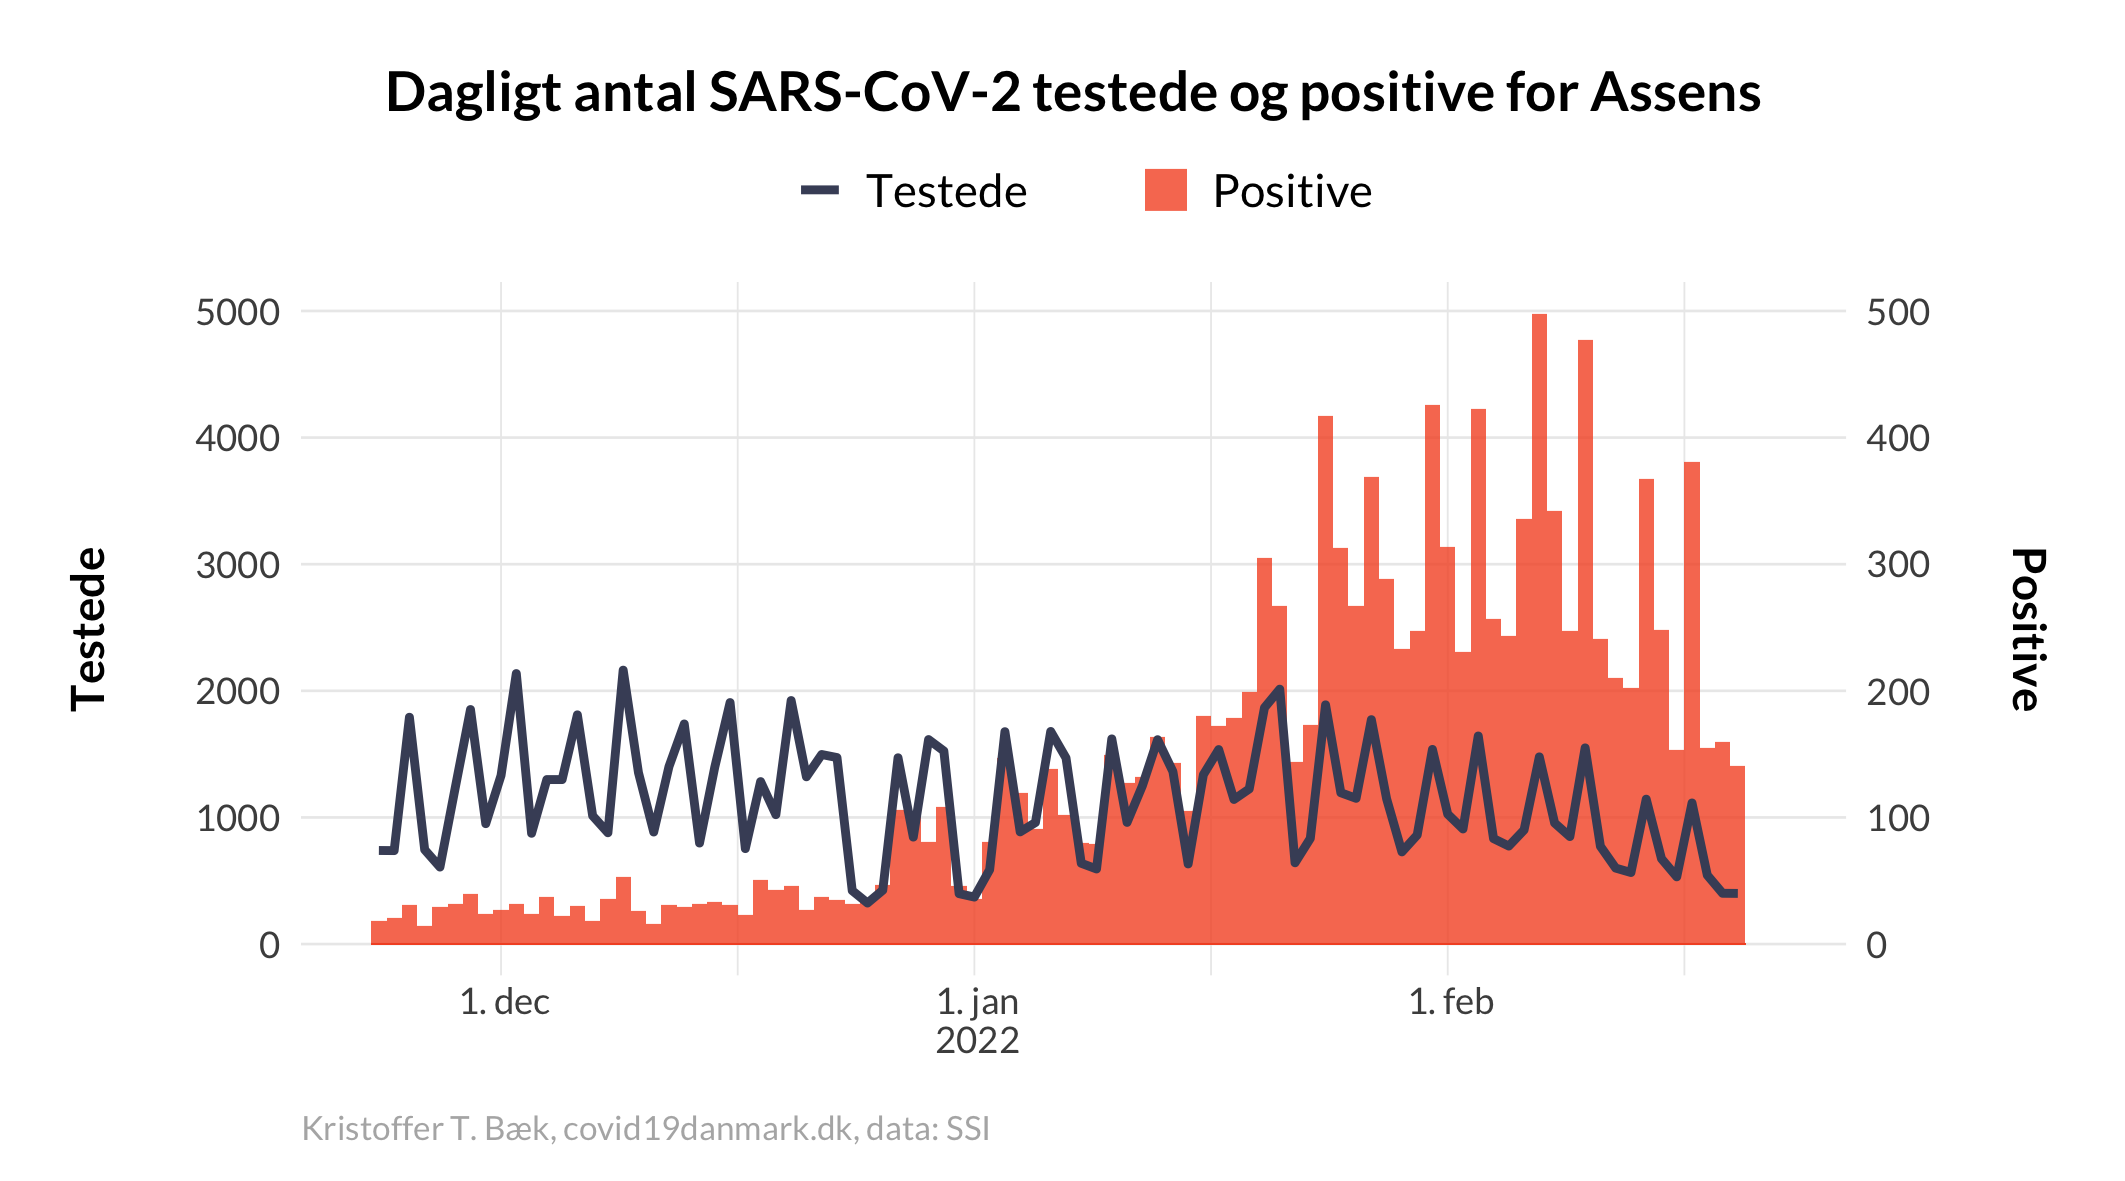 Dagligt antal SARS-CoV-2 testede og positive for Assens
Testede
Positive
5000
4000
3000
2000
1000
0
Testede
500
400
300
200
100
0
Positive
1. dec
1. jan
2022
1. feb
Kristoffer T. Bæk, covid19danmark.dk, data: SSI